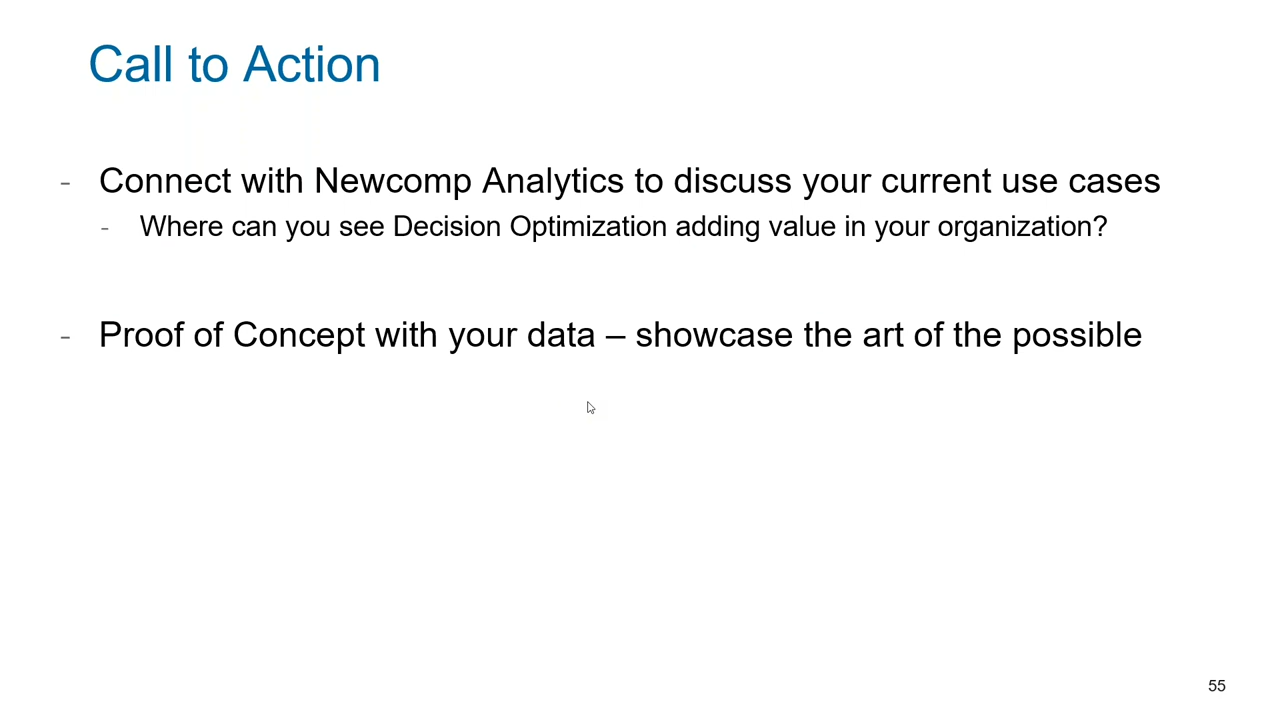 Call to Action
- Connect with Newcomp Analytics to discuss your current use cases
- Where can you see Decision Optimization adding value in your organization?
- Proof of Concept with your data – showcase the art of the possible
55